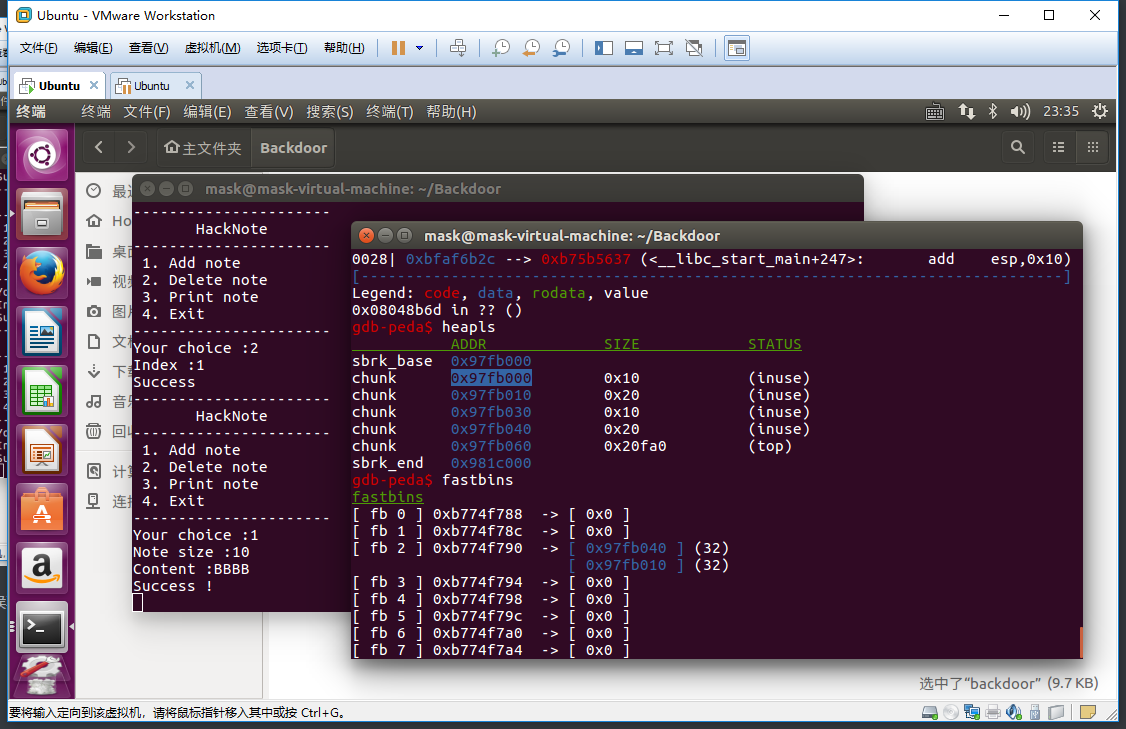 Ubuntu - VMware Workstation
文件(F) 编辑(E) 查看(V) 虚拟机(M) 选项卡(T) 帮助(H)
Ubuntu Ubuntu
终端 终端 文件(F) 编辑(E) 查看(V) 搜索(S) 终端(T) 帮助(H) 23:35
主文件夹 Backdoor
最
Ho
桌
视
图
文
下
音
回
计
连
mask@mask-virtual-machine: ~/Backdoor
----------------------
HackNote
----------------------
1. Add note
2. Delete note
3. Print note
4. Exit
----------------------
Your choice :2
Index :1
Success
----------------------
HackNote
----------------------
1. Add note
2. Delete note
3. Print note
4. Exit
----------------------
Your choice :1
Note size :10
Content :BBBB
Success !
mask@mask-virtual-machine: ~/Backdoor
0028| 0xbfaf6b2c --> 0xb75b5637 (<__libc_start_main+247>: add esp,0x10)
[------------------------------------------------------------------------------]
Legend: code, data, rodata, value
0x08048b6d in ?? ()
gdb-peda$ heapls
ADDR SIZE STATUS
sbrk_base 0x97fb000
chunk 0x97fb000 0x10 (inuse)
chunk 0x97fb010 0x20 (inuse)
chunk 0x97fb030 0x10 (inuse)
chunk 0x97fb040 0x20 (inuse)
chunk 0x97fb060 0x20fa0 (top)
sbrk_end 0x981c000
gdb-peda$ fastbins
fastbins
[ fb 0 ] 0xb774f788 -> [ 0x0 ]
[ fb 1 ] 0xb774f78c -> [ 0x0 ]
[ fb 2 ] 0xb774f790 -> [ 0x97fb040 ] (32)
[ 0x97fb010 ] (32)
[ fb 3 ] 0xb774f794 -> [ 0x0 ]
[ fb 4 ] 0xb774f798 -> [ 0x0 ]
[ fb 5 ] 0xb774f79c -> [ 0x0 ]
[ fb 6 ] 0xb774f7a0 -> [ 0x0 ]
[ fb 7 ] 0xb774f7a4 -> [ 0x0 ]
选中了“backdoor” (9.7 KB)
要将输入定向到该虚拟机，请将鼠标指针移入其中或按 Ctrl+G。